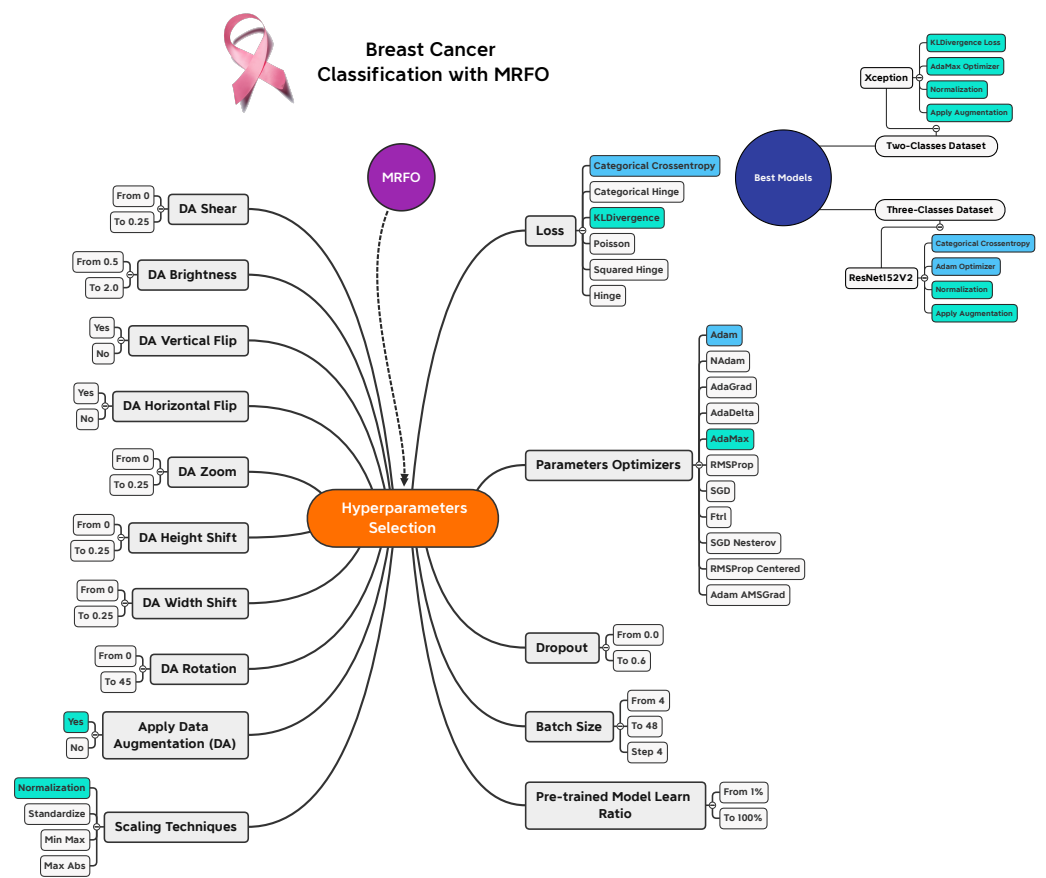 Breast Cancer
Classification with MRFO
MRFO
Hyperparameters
Selection
DA Shear
From 0
To 0.25
DA Brightness
From 0.5
To 2.0
DA Vertical Flip
Yes
No
DA Horizontal Flip
Yes
No
DA Zoom
From 0
To 0.25
DA Height Shift
From 0
To 0.25
DA Width Shift
From 0
To 0.25
DA Rotation
From 0
To 45
Apply Data
Augmentation (DA)
Yes
No
Scaling Techniques
Normalization
Standardize
Min Max
Max Abs
Loss
Categorical Crossentropy
Categorical Hinge
KLDivergence
Poisson
Squared Hinge
Hinge
Parameters Optimizers
Adam
NAdam
AdaGrad
AdaDelta
AdaMax
RMSProp
SGD
Ftrl
SGD Nesterov
RMSProp Centered
Adam AMSGrad
Dropout
From 0.0
To 0.6
Batch Size
From 4
To 48
Step 4
Pre-trained Model Learn
Ratio
From 1%
To 100%
Best Models
Two-Classes Dataset
Xception
KLDivergence Loss
AdaMax Optimizer
Normalization
Apply Augmentation
Three-Classes Dataset
ResNet152V2
Categorical Crossentropy
Adam Optimizer
Normalization
Apply Augmentation